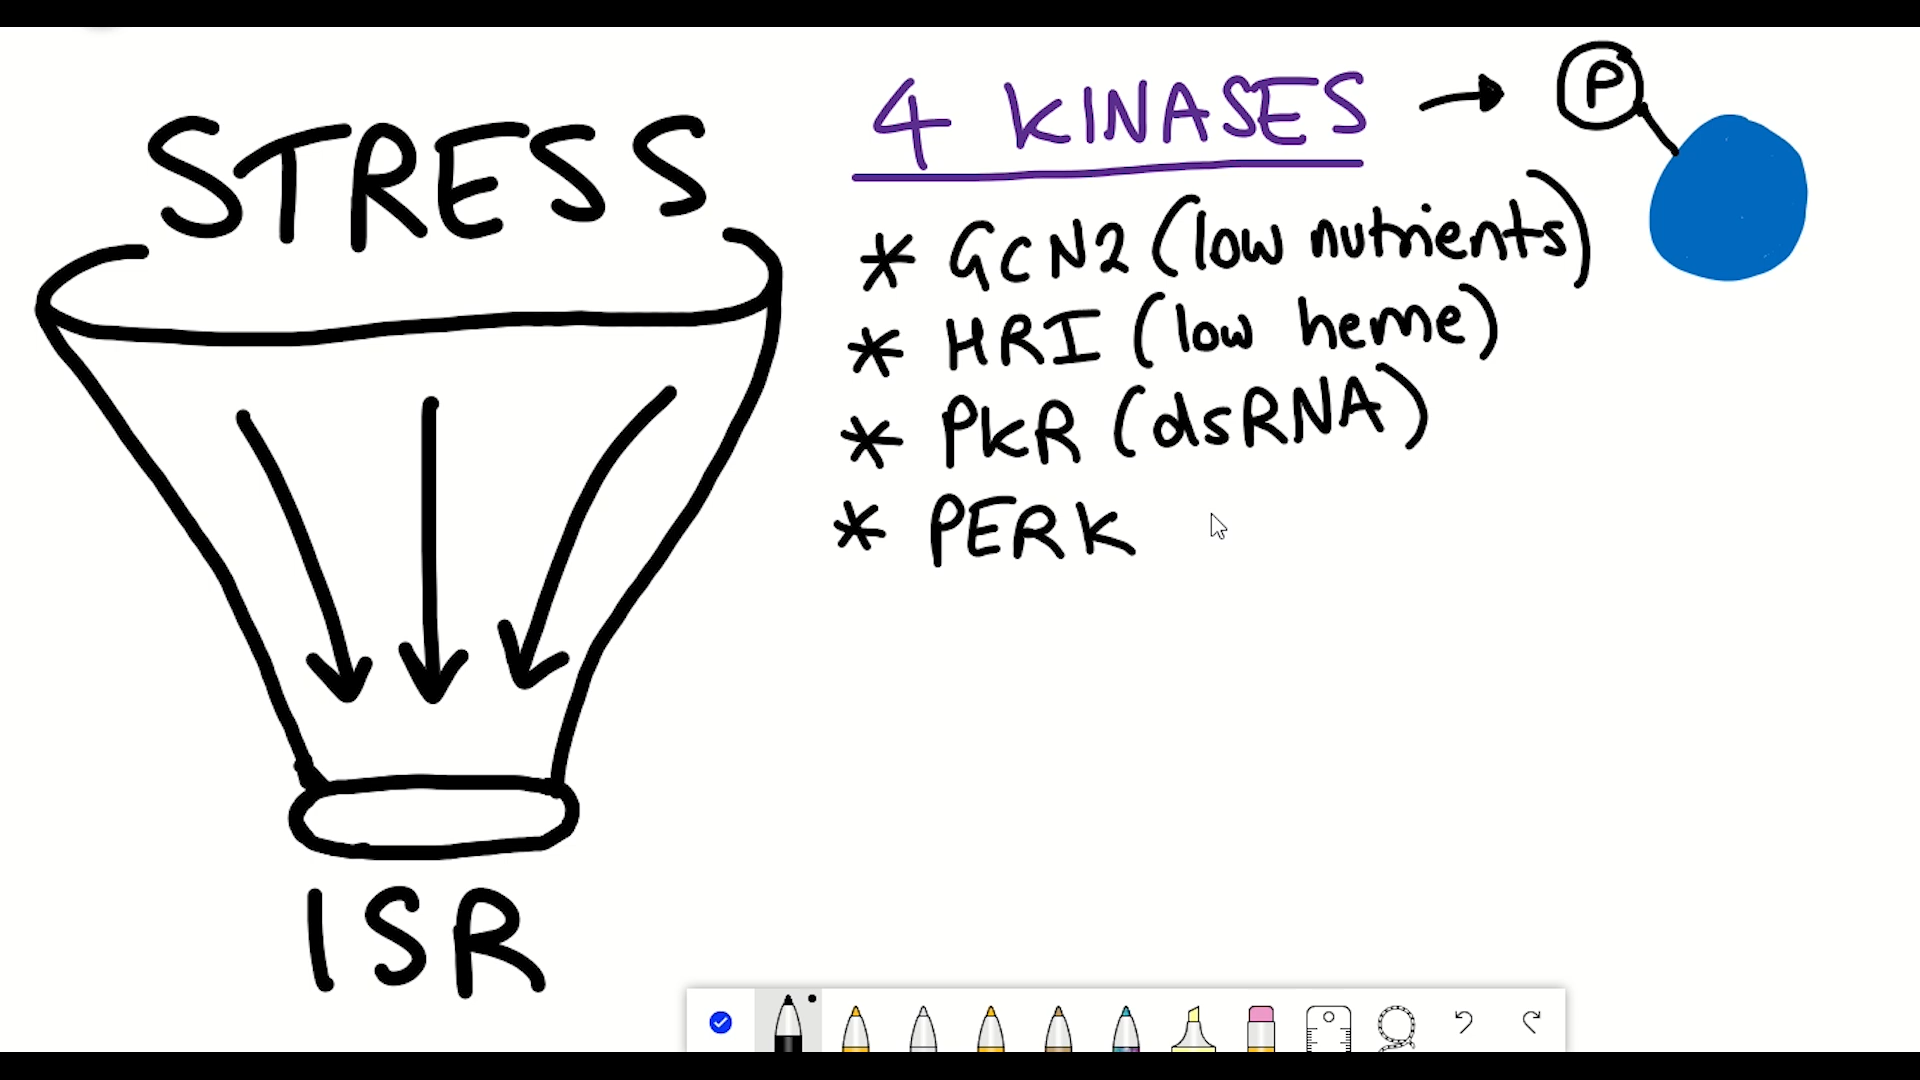 STRESS
ISR
4 KINASES → P
* GCN2 (low nutrients)
* HRI (low heme)
* PKR (dsRNA)
* PERK